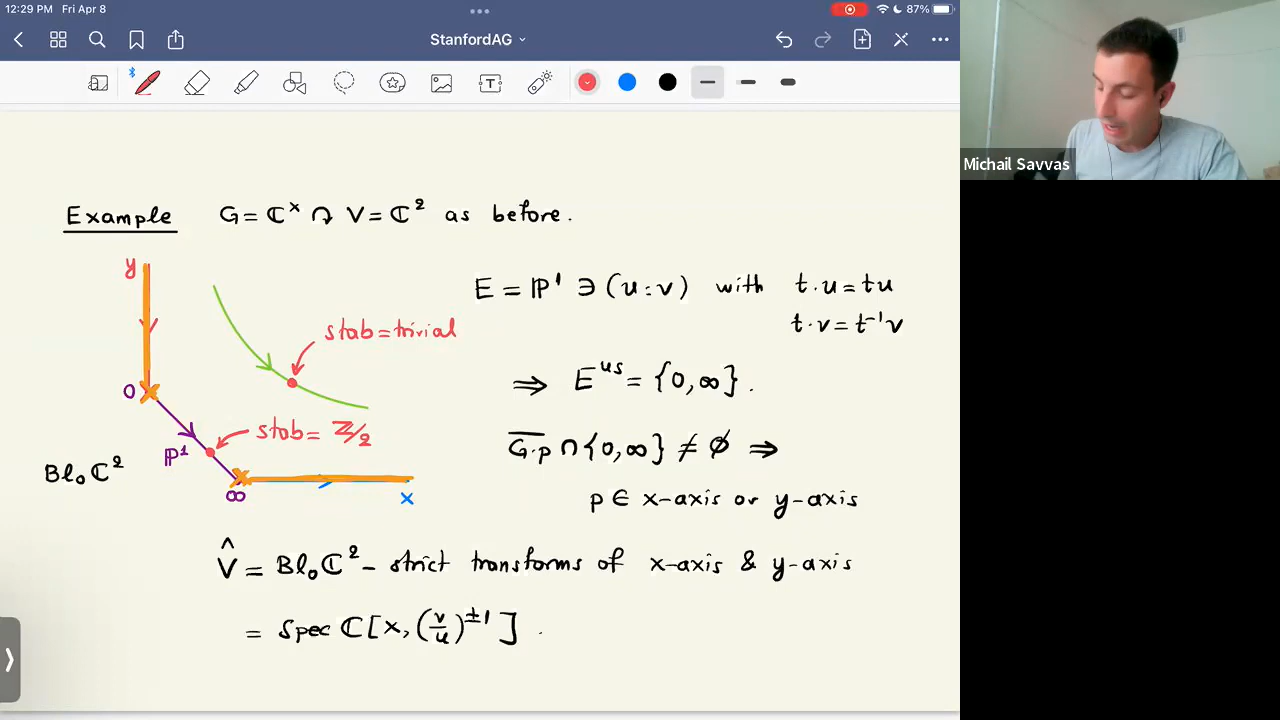 12:29 PM Fri Apr 8
87%
StanfordAG
Michail Savvas
Example G = ℂˣ ↷ V = ℂ² as before.
y
E = ℙ¹ ∋ (u:v) with t·u = tu
t·v = t⁻¹v
stab = trivial
0
⇒ Eᵘˢ = {0, ∞}.
stab = ℤ/2
ℙ¹
Bl₀ℂ²
∞
x
G·p̅ ∩ {0, ∞} ≠ ∅ ⇒
p ∈ x-axis or y-axis
V̂ = Bl₀ℂ² – strict transforms of x-axis & y-axis
= Spec ℂ[x, (v/u)^±1].